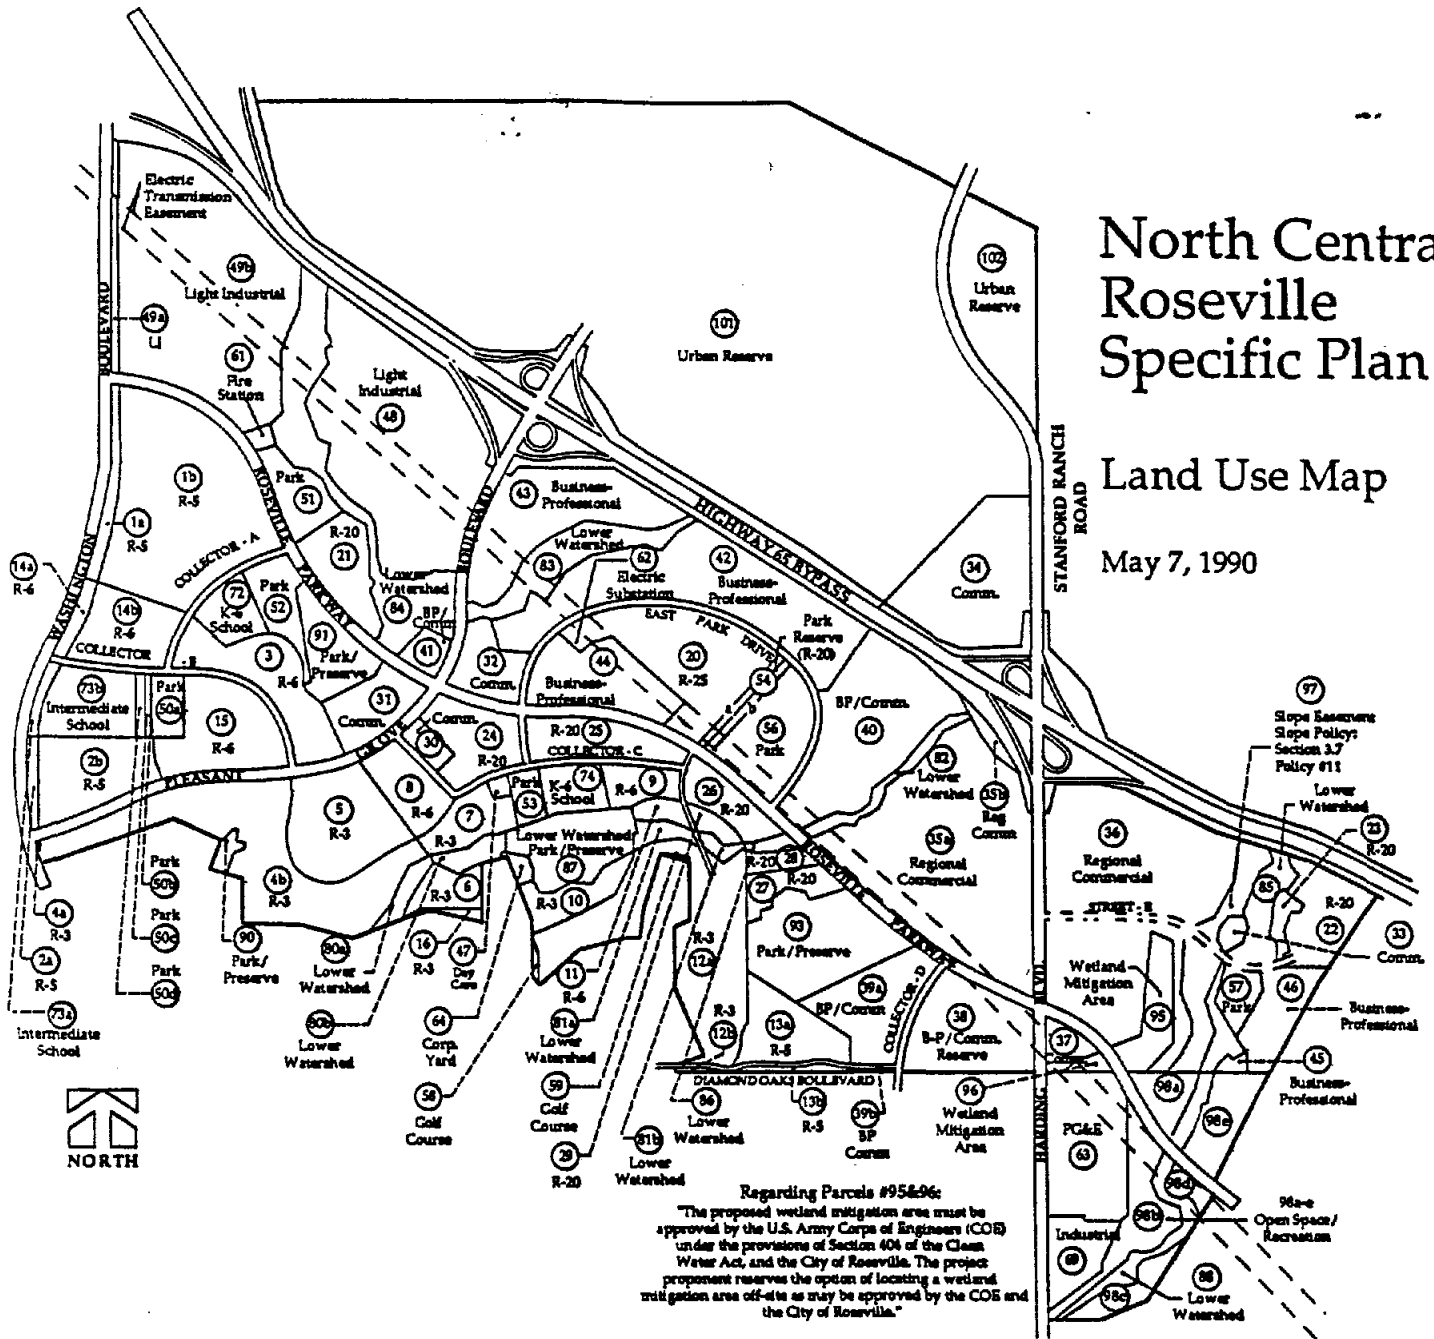 North Centra
Roseville
Specific Plan
Land Use Map
May 7, 1990
Electric
Transmission
Easement
49b
Light Industrial
49a
LI
61
Fire
Station
Light
Industrial
48
101
Urban Reserve
102
Urban
Reserve
BOULEVARD
WASHINGTON
STANFORD RANCH
ROAD
HIGHWAY 65 BYPASS
ROSEVILLE
PARKWAY
BOULEVARD
43
Business-
Professional
Park
51
1b
R-5
1a
R-5
R-20
21
COLLECTOR - A
Lower
Watershed
83
62
Electric
Substation
42
Business-
Professional
34
Comm.
14a
R-6
14b
R-6
72
K-6
School
Park
52
91
Park/
Preserve
Lower
Watershed
84
BP/
Comm.
41
EAST PARK DRIVE
Park
Reserve
(R-20)
COLLECTOR - B
3
R-6
32
Comm.
44
Business-
Professional
20
R-25
54
a b
73b
Intermediate
School
Park
50a
15
R-6
31
Comm.
Comm.
30
24
R-20
R-20 25
COLLECTOR - C
56
Park
BP/Comm.
40
97
Slope Easement
Slope Policy:
Section 3.7
Policy #11
2b
R-5
PLEASANT
GROVE
5
R-3
8
R-6
7
R-3
Park
53
K-6
School
74
R-6
9
26
R-20
82
Lower
Watershed
35b
Reg
Comm
Lower
Watershed
23
R-20
Lower Watershed
Park/Preserve
87
R-20
28
R-20
27
35a
Regional
Commercial
36
Regional
Commercial
85
STREET - E
R-20
22
33
Comm.
Park
50b
4b
R-3
R-3
6
R-3
10
ROSEVILLE
PARKWAY
93
Park/Preserve
4a
R-3
Park
50c
90
Park/
Preserve
80a
Lower
Watershed
16
R-3
47
Day
Care
11
R-6
R-3
12a
Wetland
Mitigation
Area
95
57
Park
46
Business-
Professional
2a
R-5
Park
50d
73a
Intermediate
School
80b
Lower
Watershed
64
Corp.
Yard
81a
Lower
Watershed
R-3
12b
13a
R-5
39a
BP/Comm
COLLECTOR - D
38
B-P/Comm.
Reserve
37
BLVD.
45
Business-
Professional
DIAMOND OAKS BOULEVARD
58
Golf
Course
59
Golf
Course
86
Lower
Watershed
13b
R-5
39b
BP
Comm
96
Wetland
Mitigation
Area
98a
98e
HARDING
PG&E
63
29
R-20
81b
Lower
Watershed
98d
98b
98a-e
Open Space/
Recreation
Industrial
98c
88
Lower
Watershed
NORTH
Regarding Parcels #95&96:
"The proposed wetland mitigation area must be
approved by the U.S. Army Corps of Engineers (COE)
under the provisions of Section 404 of the Clean
Water Act, and the City of Roseville. The project
proponent reserves the option of locating a wetland
mitigation area off-site as may be approved by the COE and
the City of Roseville."